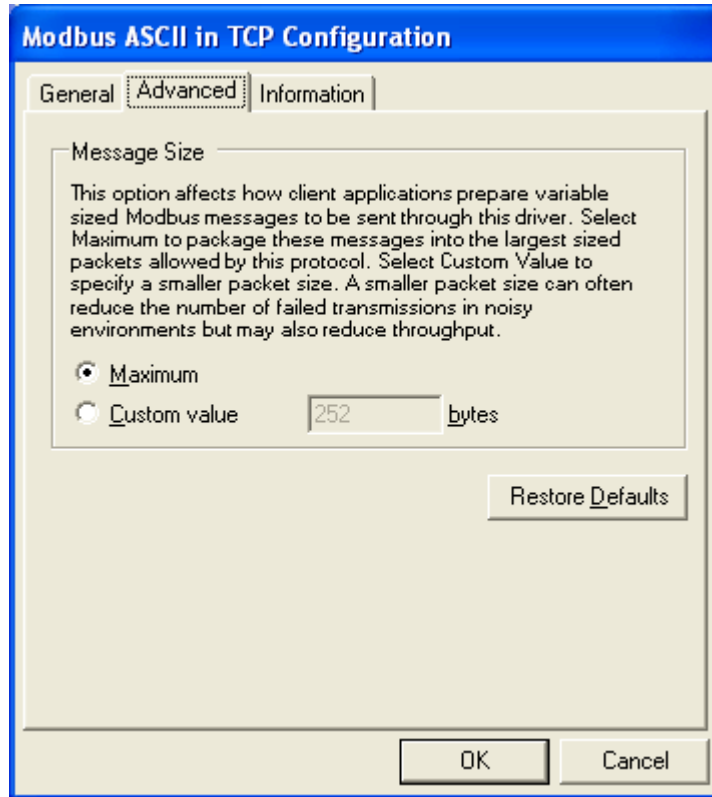 Modbus ASCII in TCP Configuration
General Advanced Information
Message Size
This option affects how client applications prepare variable
sized Modbus messages to be sent through this driver. Select
Maximum to package these messages into the largest sized
packets allowed by this protocol. Select Custom Value to
specify a smaller packet size. A smaller packet size can often
reduce the number of failed transmissions in noisy
environments but may also reduce throughput.
Maximum
Custom value 252 bytes
Restore Defaults
OK Cancel